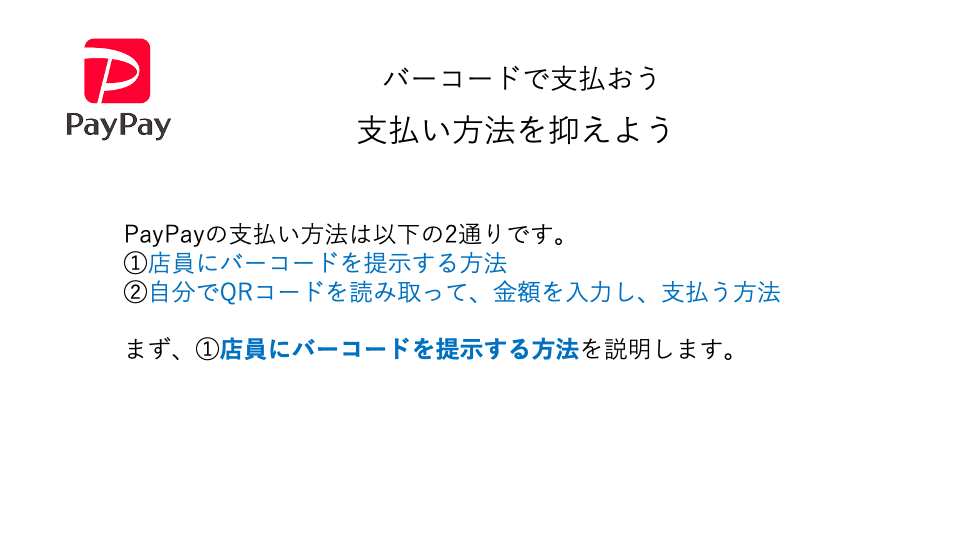 PayPay
バーコードで支払おう
支払い方法を抑えよう
PayPayの支払い方法は以下の2通りです。
①店員にバーコードを提示する方法
②自分でQRコードを読み取って、金額を入力し、支払う方法
まず、①店員にバーコードを提示する方法を説明します。